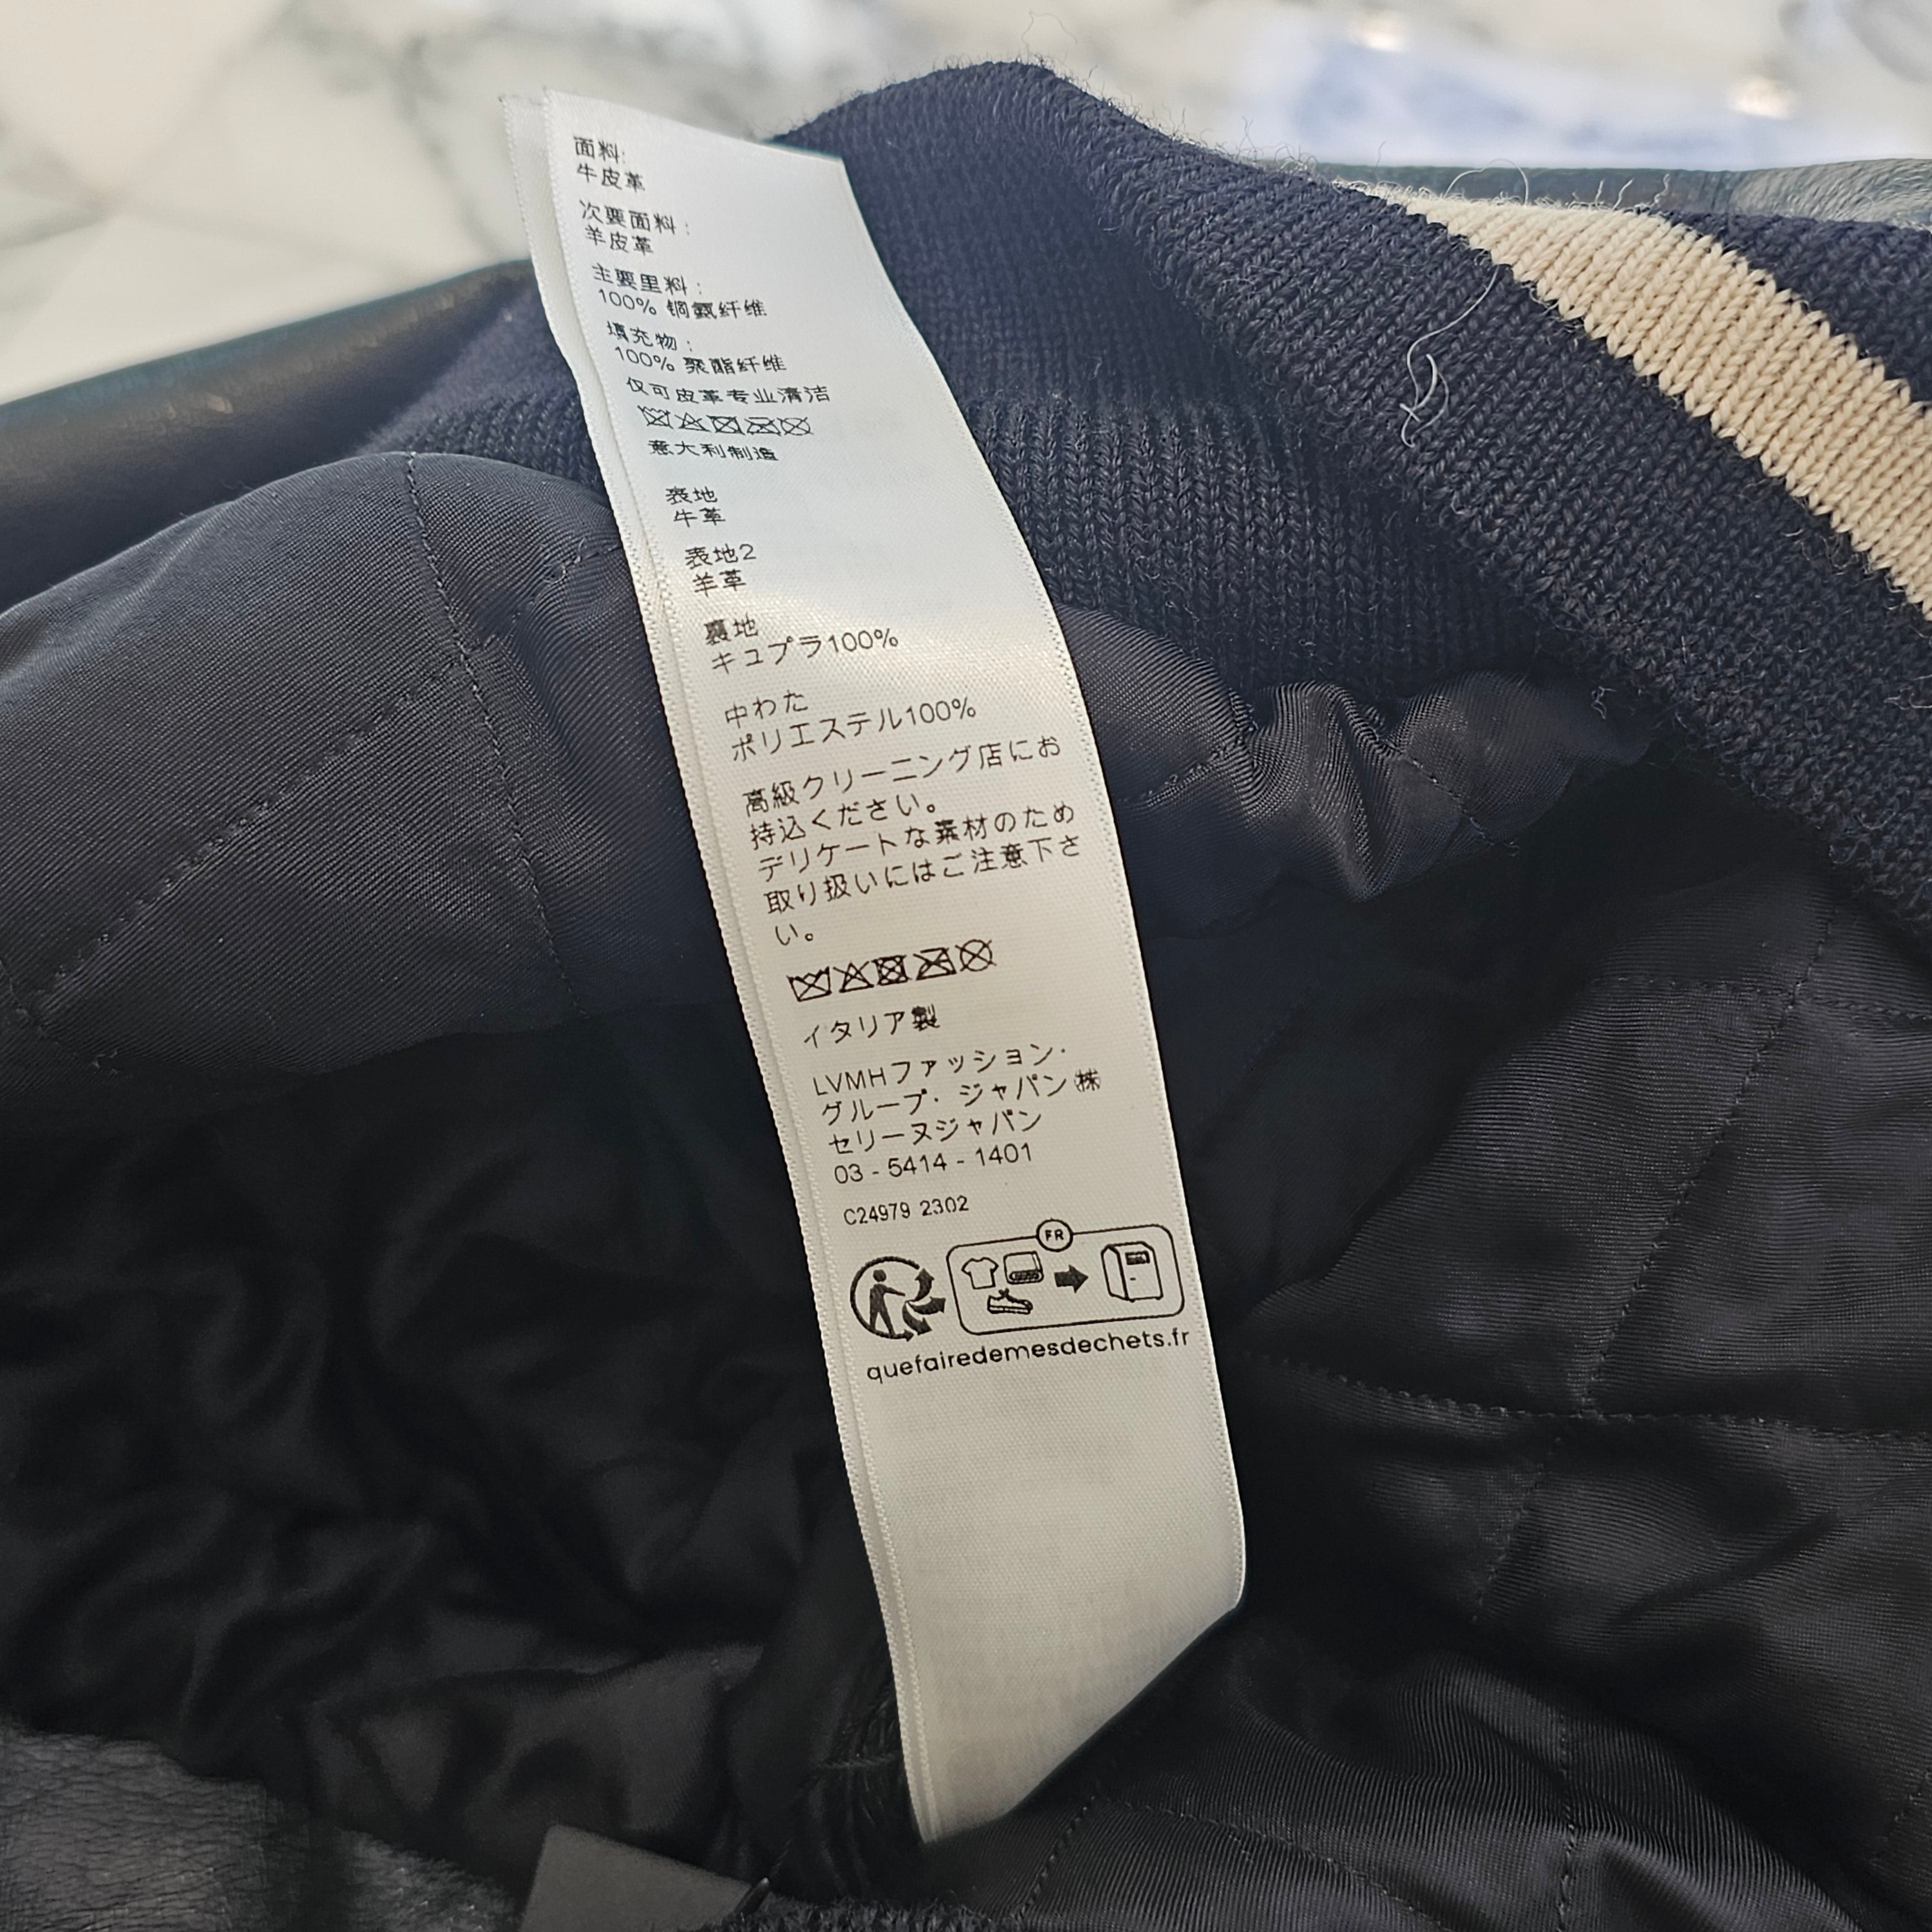 面料:
牛皮革
次要面料:
羊皮革
主要里料:
100% 铜氨纤维
填充物:
100% 聚酯纤维
仅可皮革专业清洁
意大利制造
表地
牛革
表地2
羊革
裏地
キュプラ100%
中わた
ポリエステル100%
高級クリーニング店にお
持込ください。
デリケートな素材のため
取り扱いにはご注意下さ
い。
イタリア製
LVMHファッション・
グループ・ジャパン㈱
セリーヌジャパン
03 - 5414 - 1401
C24979 2302
FR
quefairedemesdechets.fr